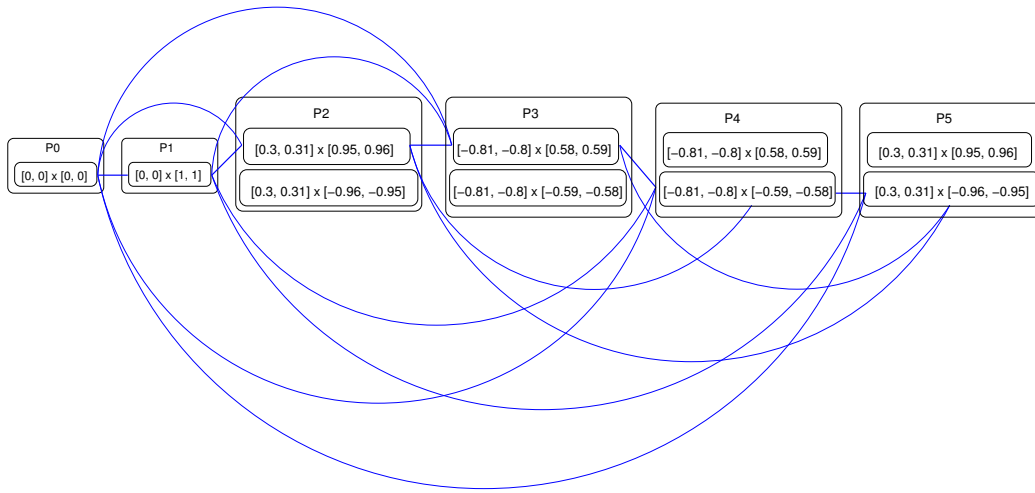 P0
[0, 0] x [0, 0]
P1
[0, 0] x [1, 1]
P2
[0.3, 0.31] x [0.95, 0.96]
[0.3, 0.31] x [−0.96, −0.95]
P3
[−0.81, −0.8] x [0.58, 0.59]
[−0.81, −0.8] x [−0.59, −0.58]
P4
[−0.81, −0.8] x [0.58, 0.59]
[−0.81, −0.8] x [−0.59, −0.58]
P5
[0.3, 0.31] x [0.95, 0.96]
[0.3, 0.31] x [−0.96, −0.95]